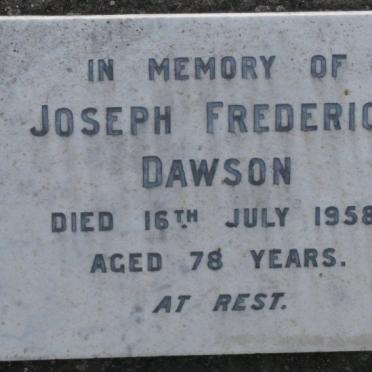 IN MEMORY OF
JOSEPH FREDERIC
DAWSON
DIED 16TH JULY 1958
AGED 78 YEARS.
AT REST.